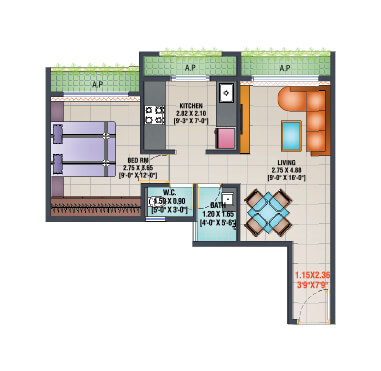 A.P
A.P
A.P
KITCHEN
2.82 X 2.10
[9'-3" X 7'-0"]
BED RM
2.75 X 3.65
[9'-0" X 12'-0"]
LIVING
2.75 X 4.88
[9'-0" X 16'-0"]
W.C.
1.50 X 0.90
[5'-0" X 3'-0"]
BATH
1.20 X 1.65
[4'-0" X 5'-6"]
1.15X2.36
3'9"X7'9"